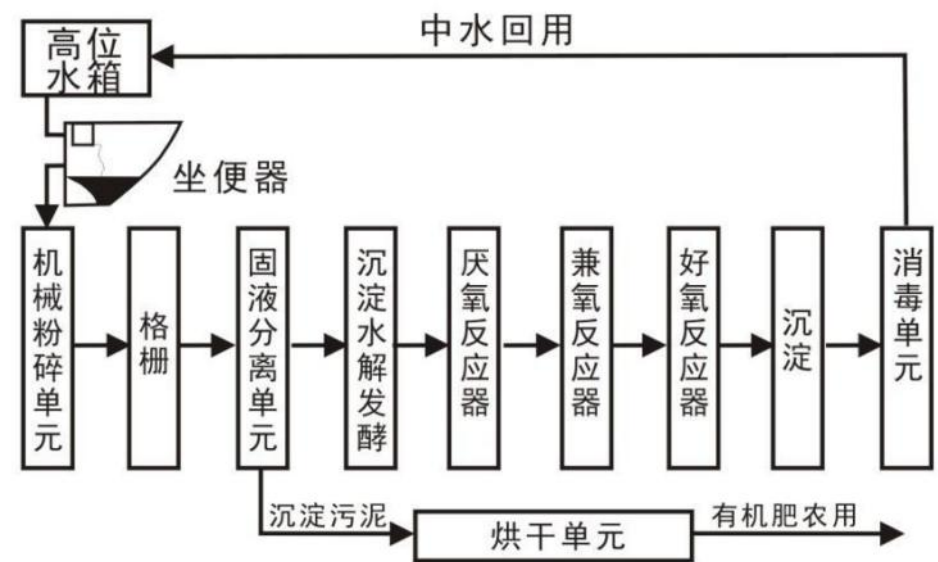 中水回用
高位
水箱
坐便器
机械粉碎单元
格栅
固液分离单元
沉淀水解发酵
厌氧反应器
兼氧反应器
好氧反应器
沉淀
消毒单元
沉淀污泥
烘干单元
有机肥农用